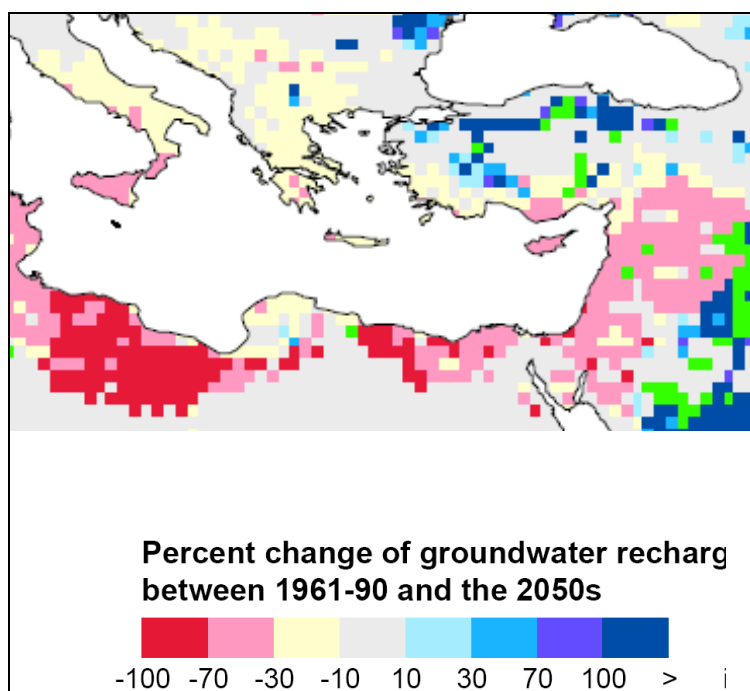 Percent change of groundwater recharg
between 1961-90 and the 2050s
-100 -70 -30 -10 10 30 70 100 > i